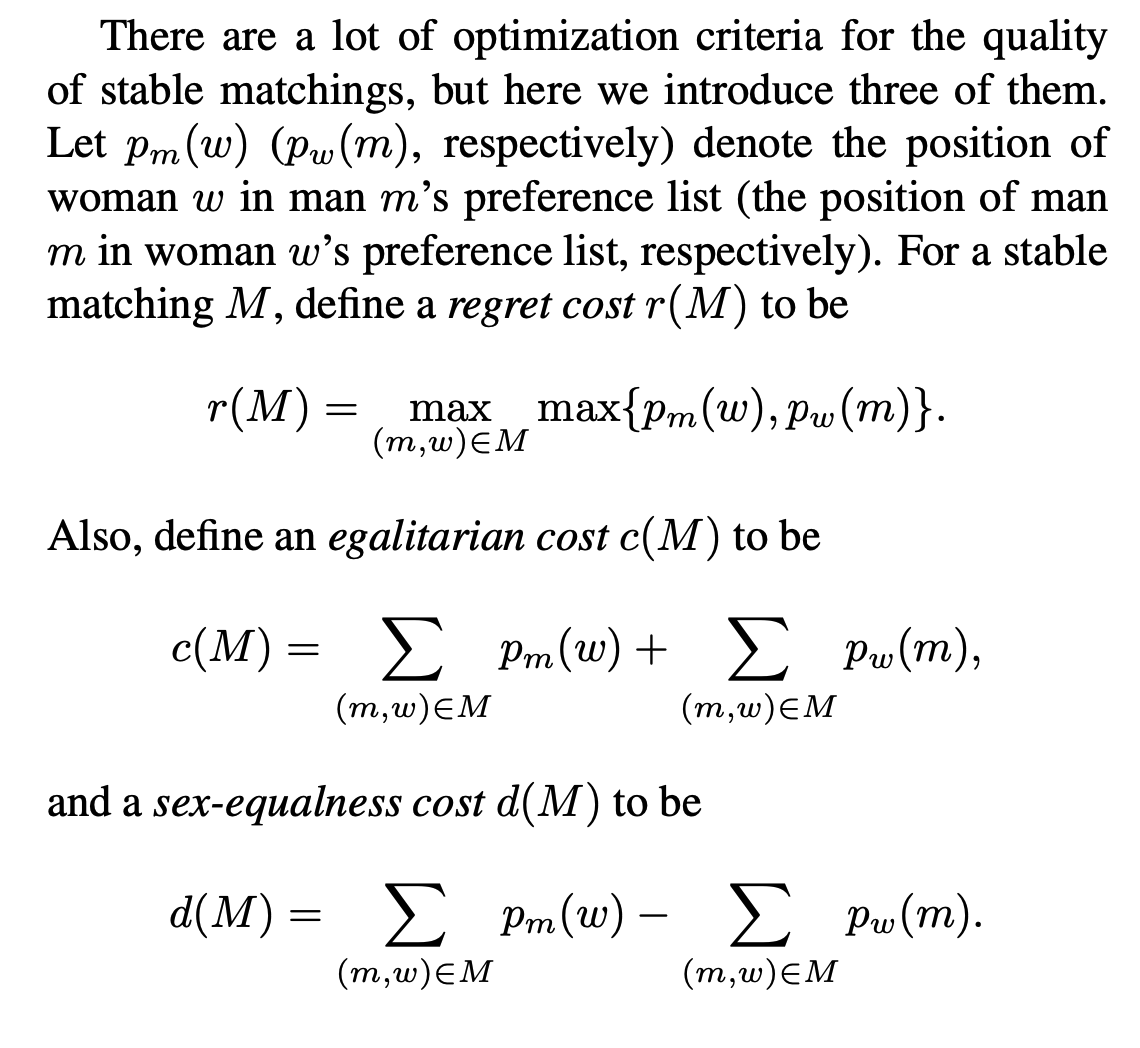 There are a lot of optimization criteria for the quality
of stable matchings, but here we introduce three of them.
Let $p_m(w)$ ($p_w(m)$, respectively) denote the position of
woman $w$ in man $m$'s preference list (the position of man
$m$ in woman $w$'s preference list, respectively). For a stable
matching $M$, define a regret cost $r(M)$ to be
$r(M) = \max_{(m,w) \in M} \max\{p_m(w), p_w(m)\}.$
Also, define an egalitarian cost $c(M)$ to be
$c(M) = \sum_{(m,w) \in M} p_m(w) + \sum_{(m,w) \in M} p_w(m),$
and a sex-equalness cost $d(M)$ to be
$d(M) = \sum_{(m,w) \in M} p_m(w) - \sum_{(m,w) \in M} p_w(m).$